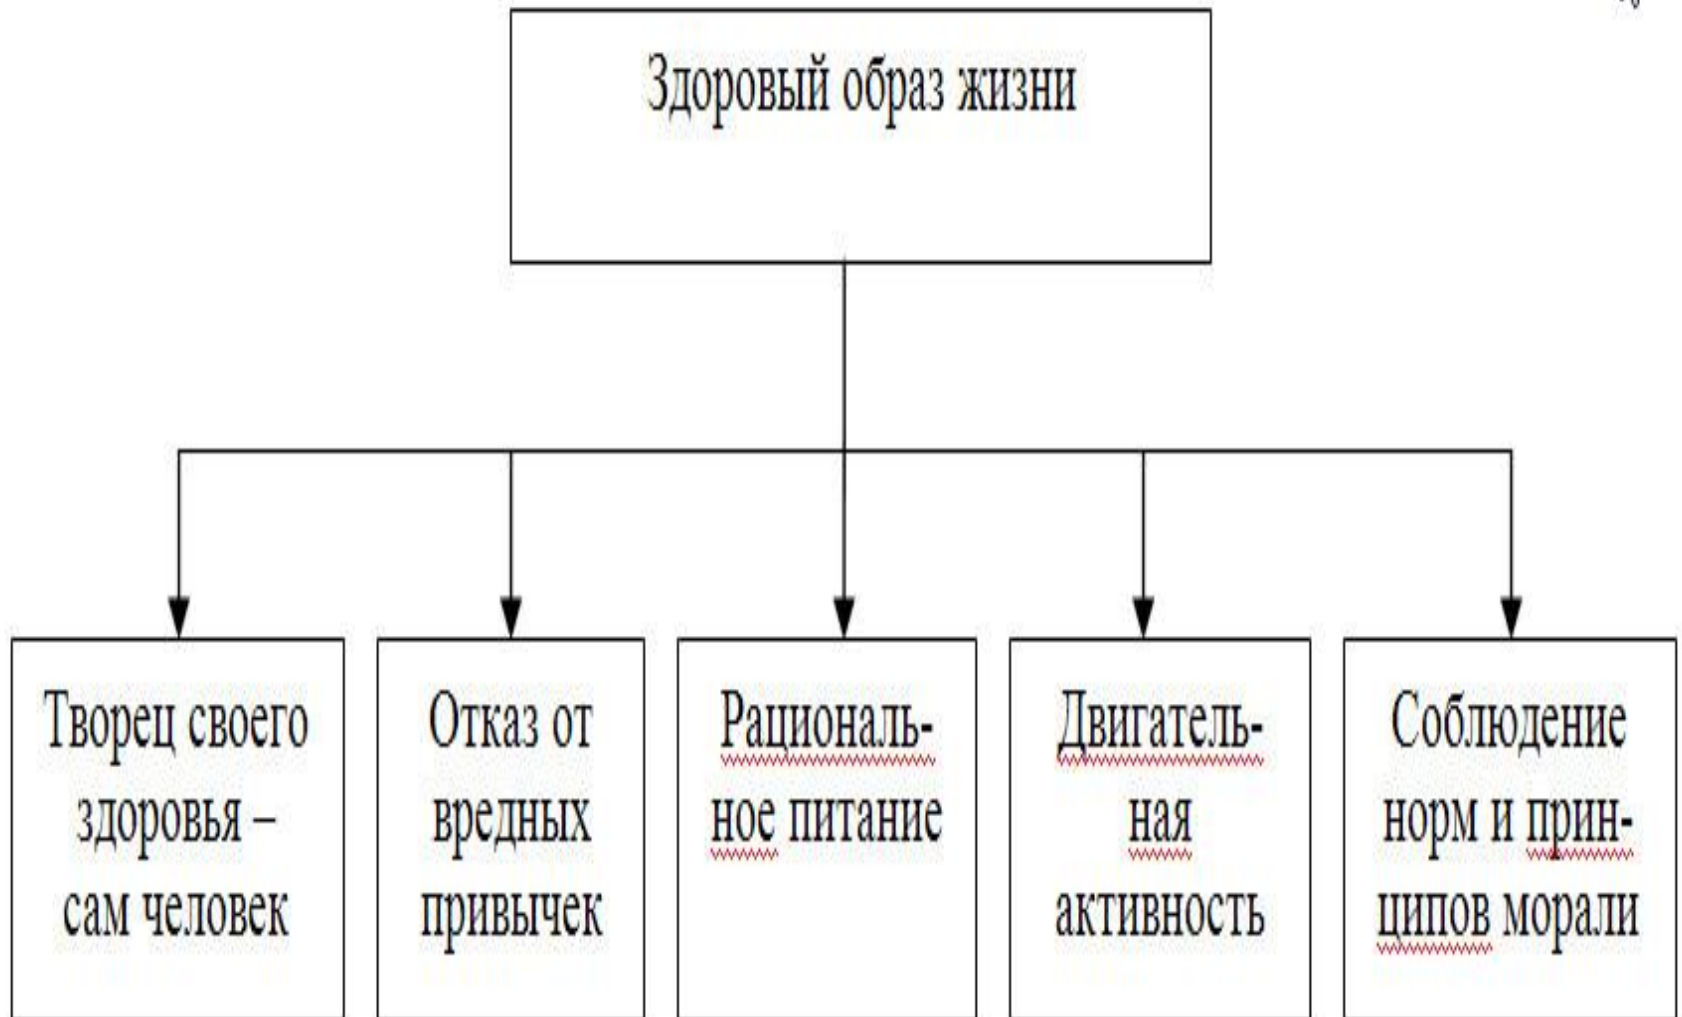 Здоровый образ жизни
Творец своего
здоровья –
сам человек
Отказ от
вредных
привычек
Рациональ-
ное питание
Двигатель-
ная
активность
Соблюдение
норм и прин-
ципов морали